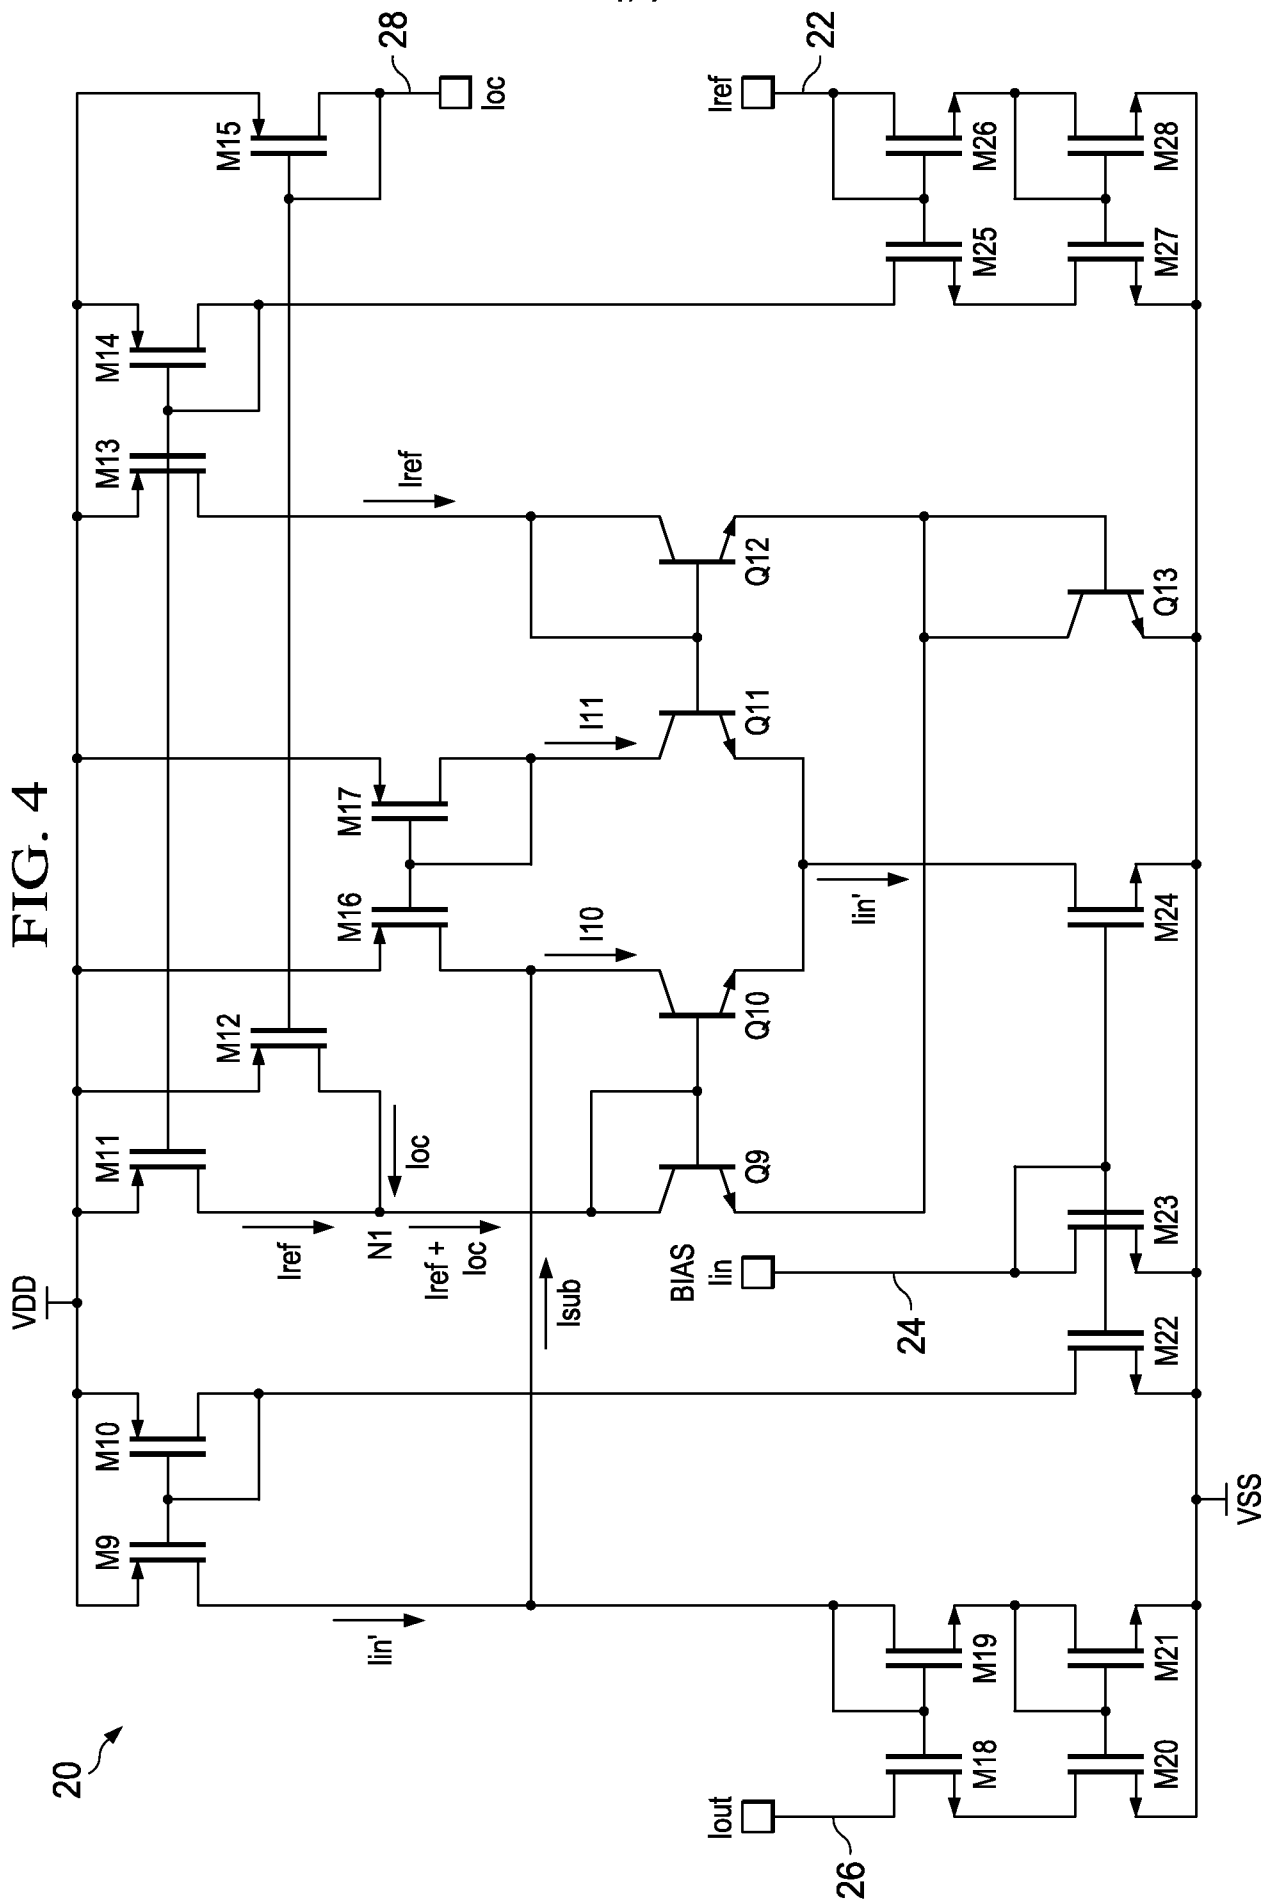 FIG. 4
20
VDD
VSS
M9
M10
M11
M12
M13
M14
M15
M16
M17
28
Ioc
Iref
22
Iin'
Iref
N1
Ioc
Iref +
Ioc
Isub
I10
I11
Iref
Q9
Q10
Q11
Q12
Q13
Iin'
BIAS
Iin
24
Iout
26
M18
M19
M20
M21
M22
M23
M24
M25
M26
M27
M28